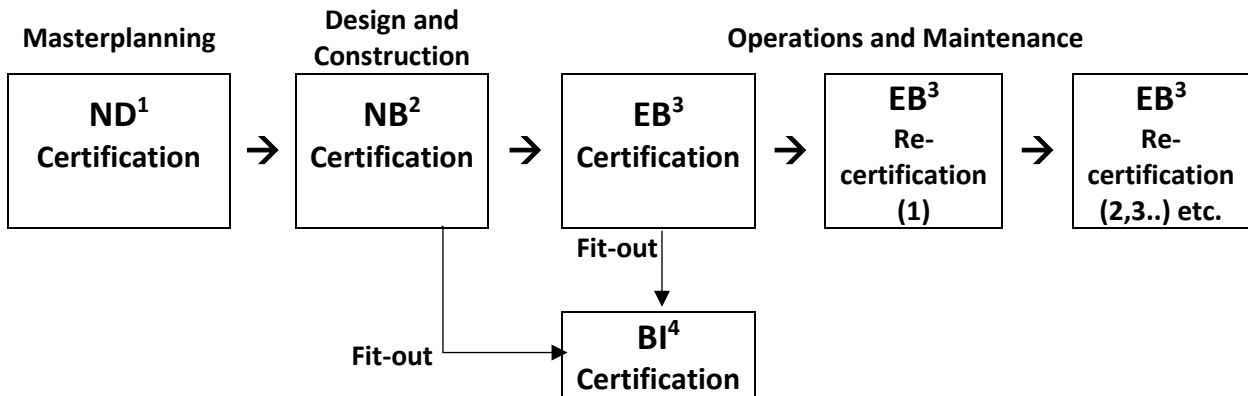 Masterplanning
Design and
Construction
Operations and Maintenance
ND¹
Certification
→
NB²
Certification
→
EB³
Certification
→
EB³
Re-
certification
(1)
→
EB³
Re-
certification
(2,3..) etc.
Fit-out
Fit-out
BI⁴
Certification